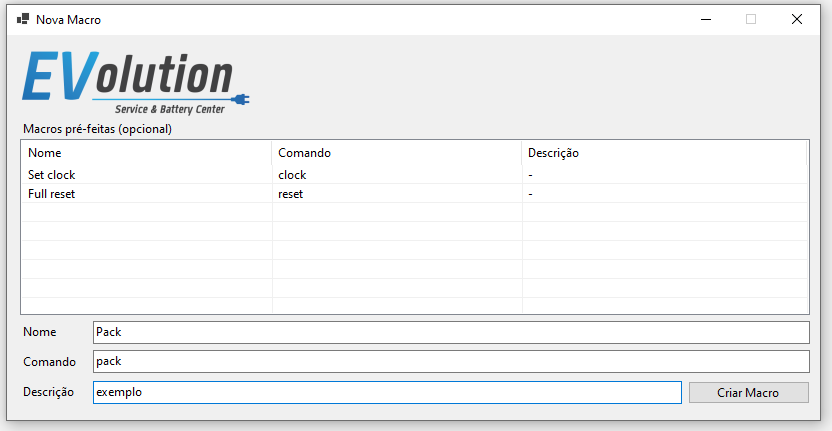 Nova Macro
EVolution
Service & Battery Center
Macros pré-feitas (opcional)
Nome Comando Descrição
Set clock clock -
Full reset reset -
Nome Pack
Comando pack
Descrição exemplo Criar Macro